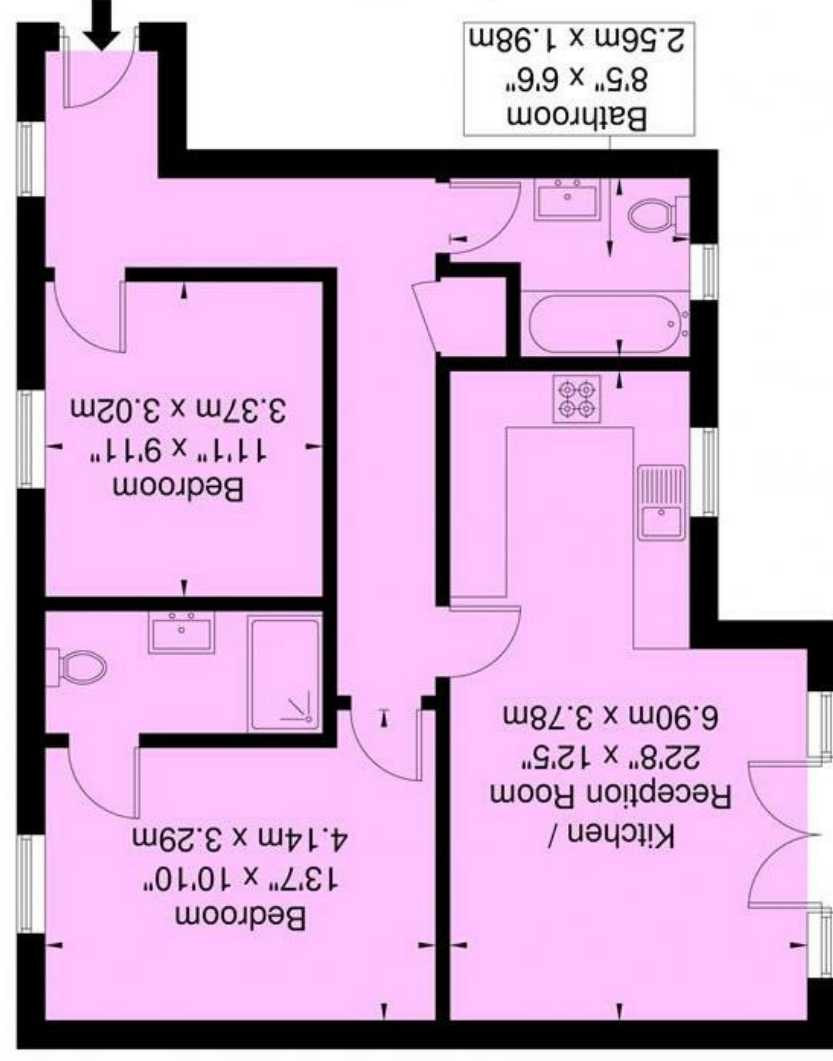 Bedroom
13'7" x 10'10"
4.14m x 3.29m
Kitchen /
Reception Room
22'8" x 12'5"
6.90m x 3.78m
Bedroom
11'1" x 9'11"
3.37m x 3.02m
Bathroom
8'5" x 6'6"
2.56m x 1.98m